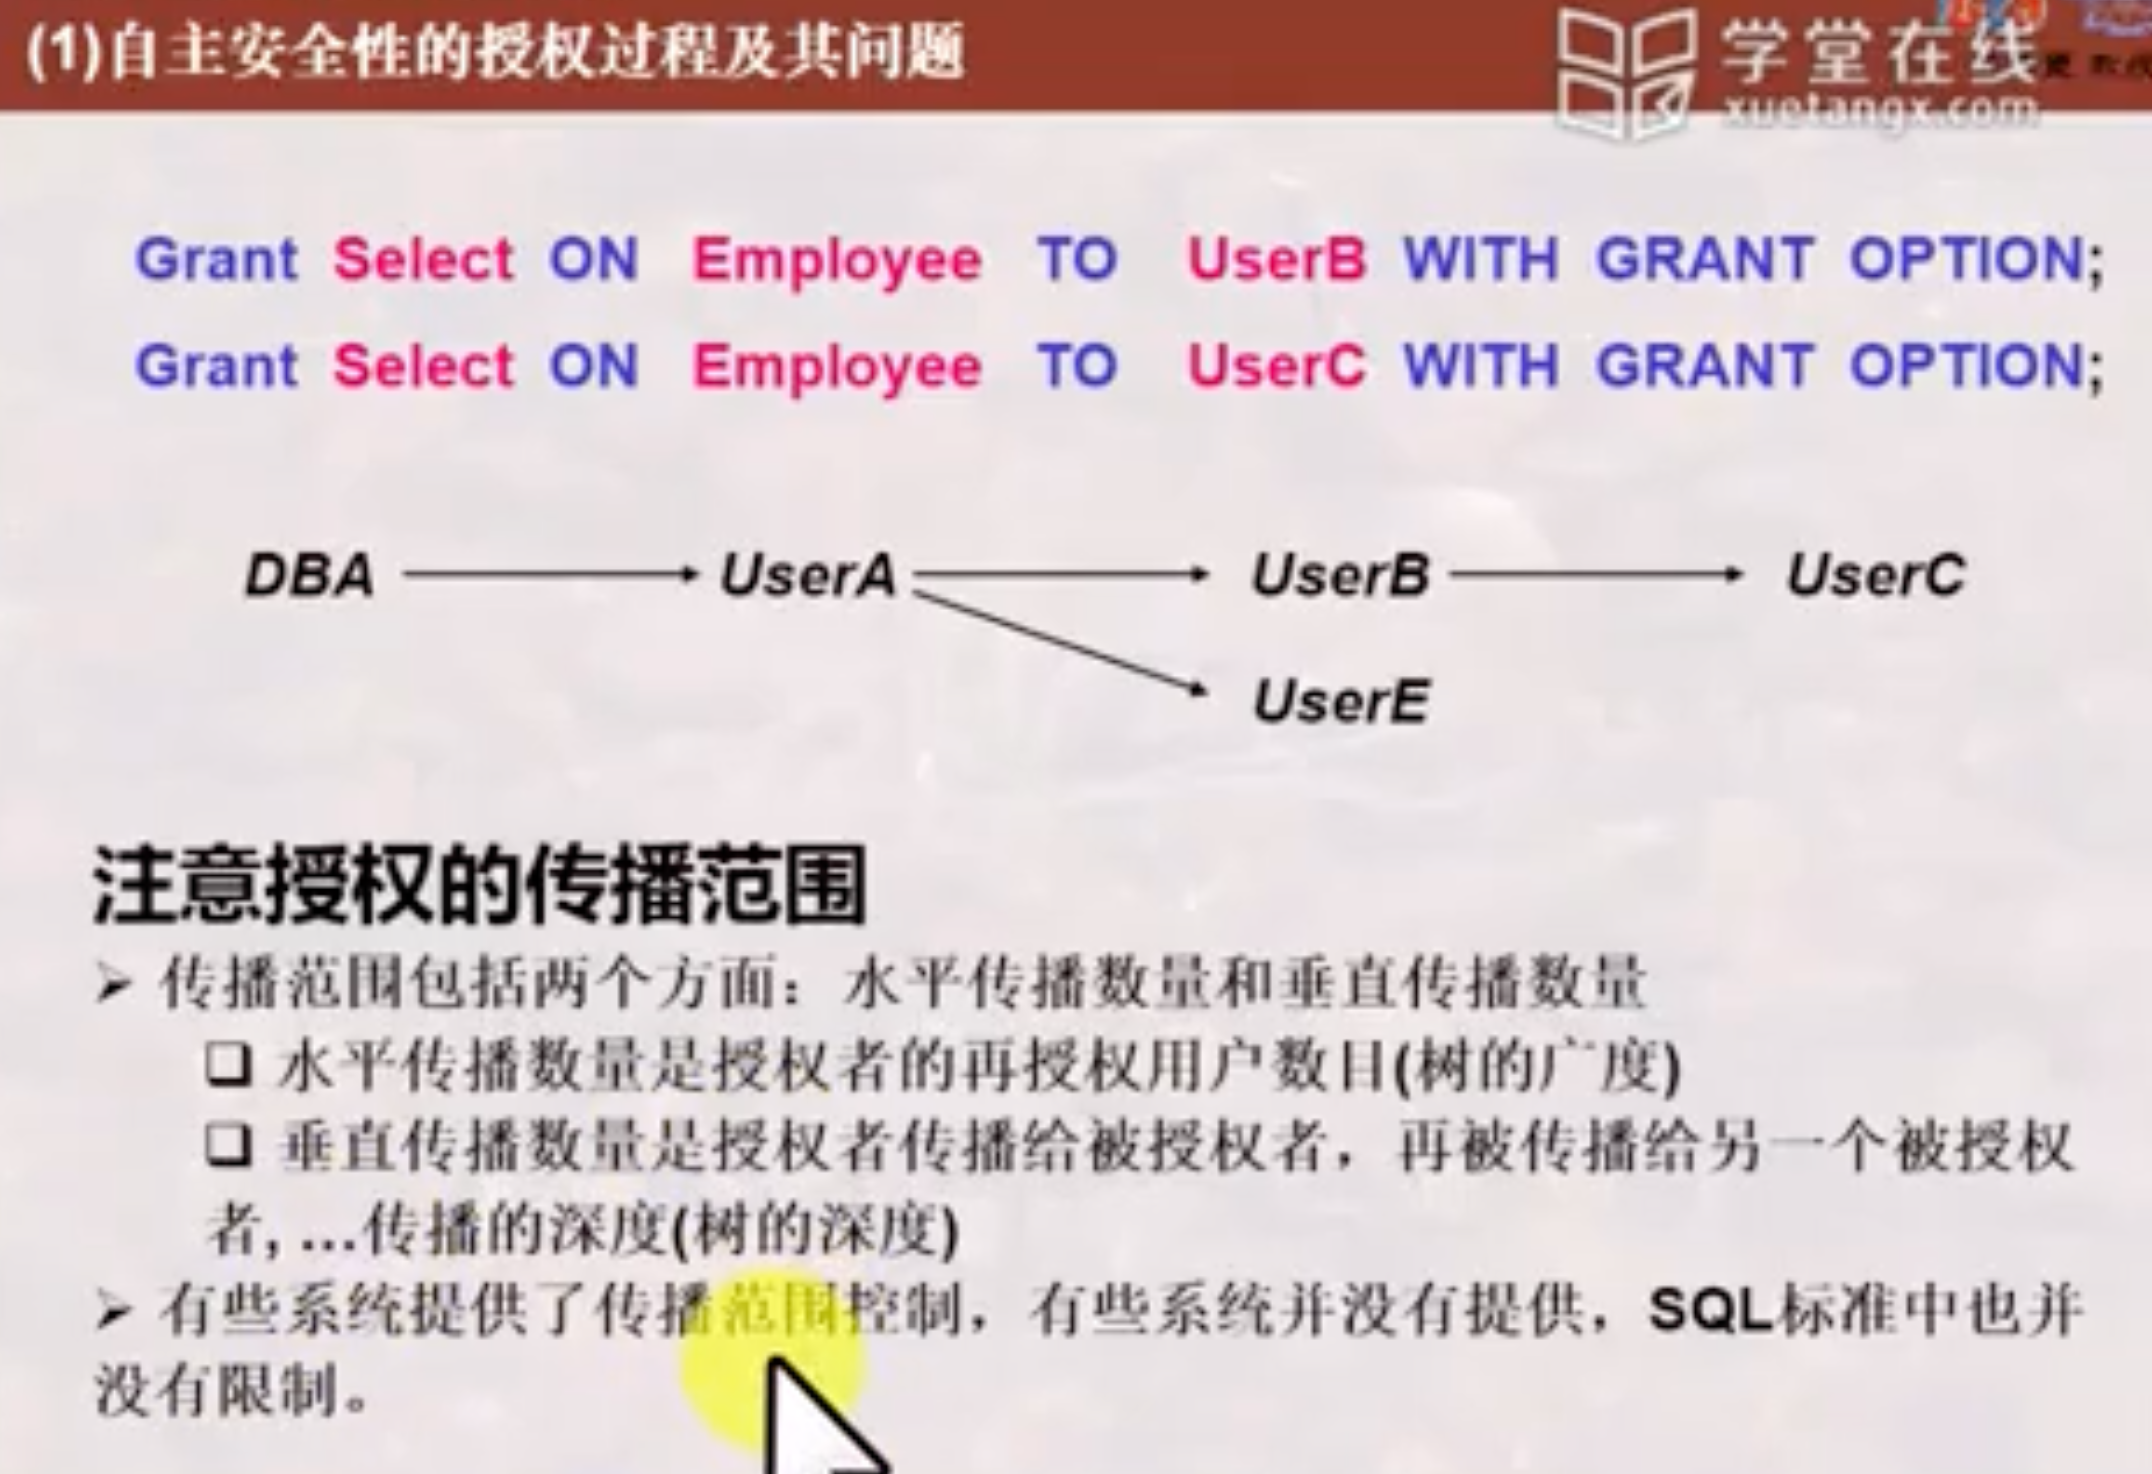 (1)自主安全性的授权过程及其问题
学堂在线
xuetangx.com
Grant Select ON Employee TO UserB WITH GRANT OPTION;
Grant Select ON Employee TO UserC WITH GRANT OPTION;
DBA UserA UserB UserC
UserE
注意授权的传播范围
➢ 传播范围包括两个方面：水平传播数量和垂直传播数量
❑ 水平传播数量是授权者的再授权用户数目(树的广度)
❑ 垂直传播数量是授权者传播给被授权者，再被传播给另一个被授权
者, …传播的深度(树的深度)
➢ 有些系统提供了传播范围控制，有些系统并没有提供，SQL标准中也并
没有限制。